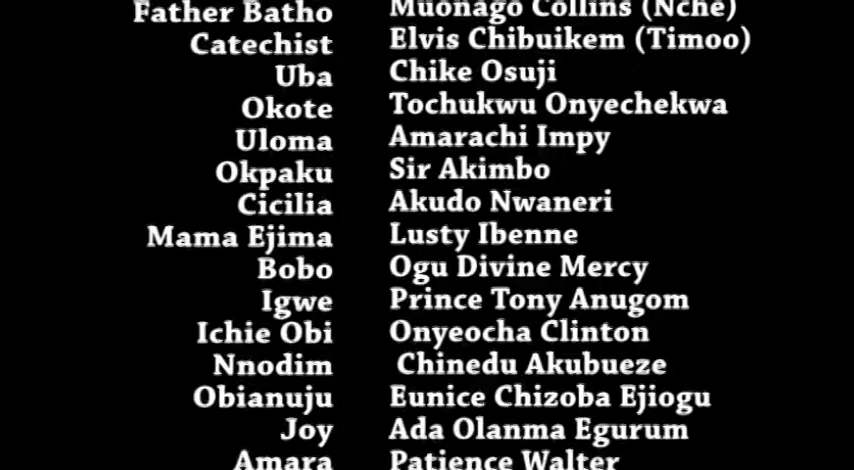 Father Batho Muonago Collins (Nche)
Catechist Elvis Chibuikem (Timoo)
Uba Chike Osuji
Okote Tochukwu Onyechekwa
Uloma Amarachi Impy
Okpaku Sir Akimbo
Cicilia Akudo Nwaneri
Mama Ejima Lusty Ibenne
Bobo Ogu Divine Mercy
Igwe Prince Tony Anugom
Ichie Obi Onyeocha Clinton
Nnodim Chinedu Akubueze
Obianuju Eunice Chizoba Ejiogu
Joy Ada Olanma Egurum
Amara Patience Walter